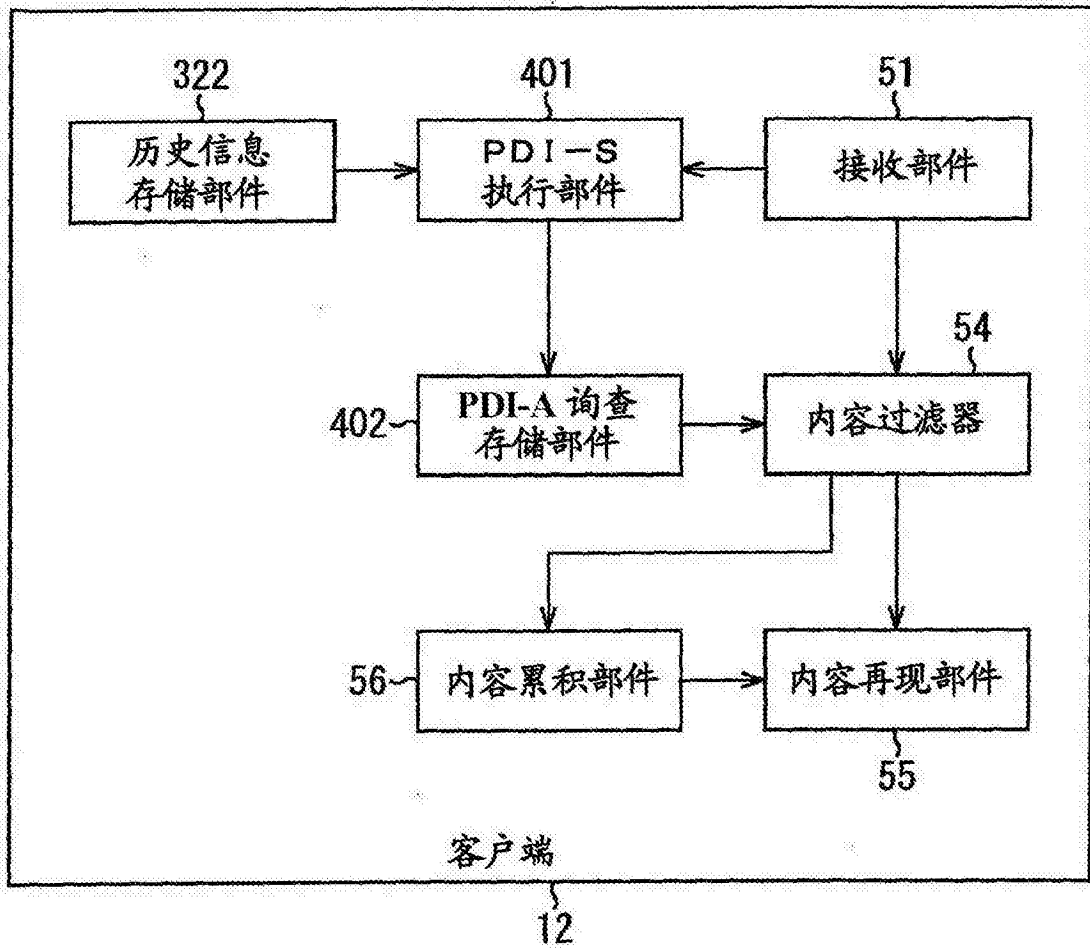 322
401
51
历史信息
存储部件
PDI-S
执行部件
接收部件
54
402
PDI-A 询查
存储部件
内容过滤器
56
内容累积部件
内容再现部件
55
客户端
12